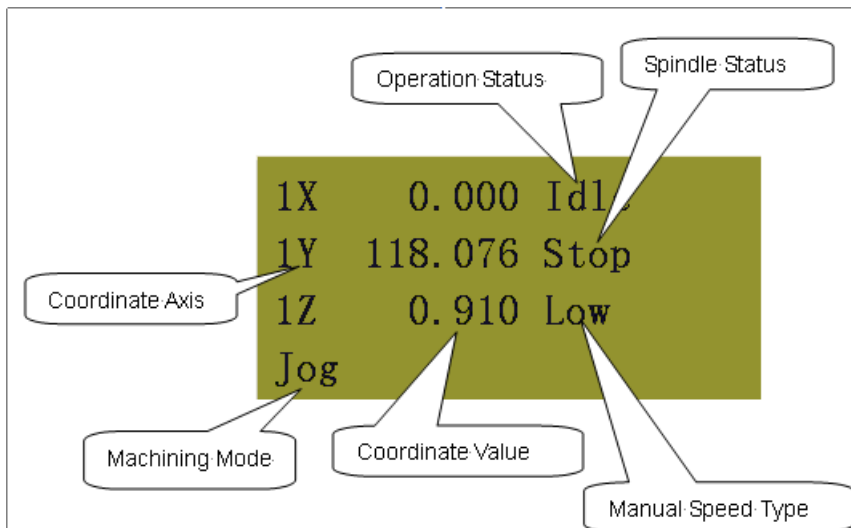 Operation Status
Spindle Status
1X 0.000 Idle
1Y 118.076 Stop
Coordinate Axis
1Z 0.910 Low
Jog
Machining Mode
Coordinate Value
Manual Speed Type